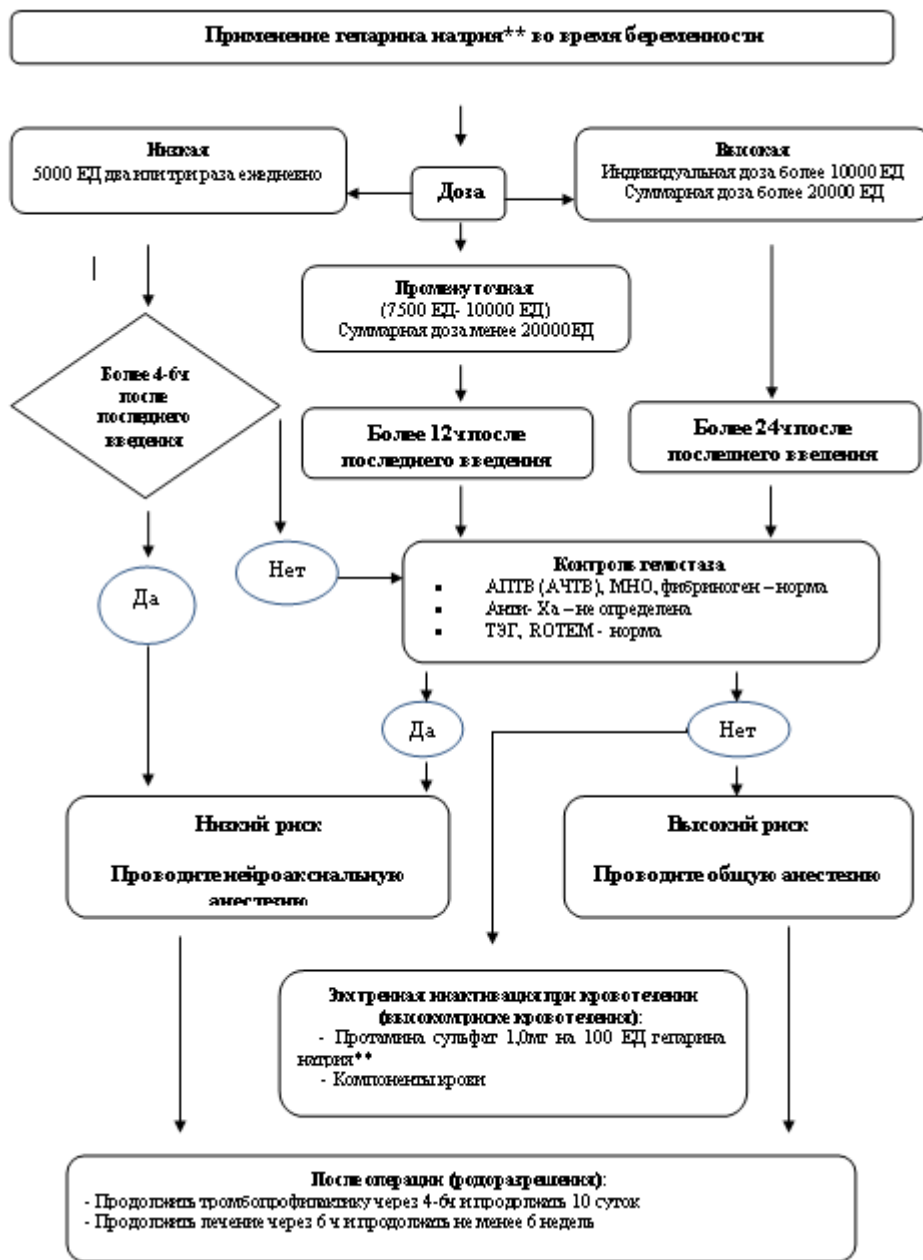 Применение гепарина натрия** во время беременности
Низкая
5000 ЕД два или три раза ежедневно
Доза
Высокая
Индивидуальная доза более 10000 ЕД
Суммарная доза более 20000 ЕД
Промежуточная
(7500 ЕД- 10000 ЕД)
Суммарная доза менее 20000ЕД
Более 4-6ч
после
последнего
введения
Более 12ч после
последнего введения
Более 24ч после
последнего введения
Да
Нет
Контроль гемостаза
▪ АПТВ (АЧТВ), МНО, фибриноген – норма
▪ Анти- Ха – не определена
▪ ТЭГ, ROTEM - норма
Да
Нет
Низкий риск
Проводите нейроаксиальную
анестезию
Высокий риск
Проводите общую анестезию
Экстренная инактивация при кровотечении
(высоком риске кровотечения):
- Протамина сульфат 1,0мг на 100 ЕД гепарина
натрия**
- Компоненты крови
После операции (родоразрешения):
- Продолжить тромбопрофилактику через 4-6ч и продолжать 10 суток
- Продолжить лечение через 6 ч и продолжать не менее 6 недель